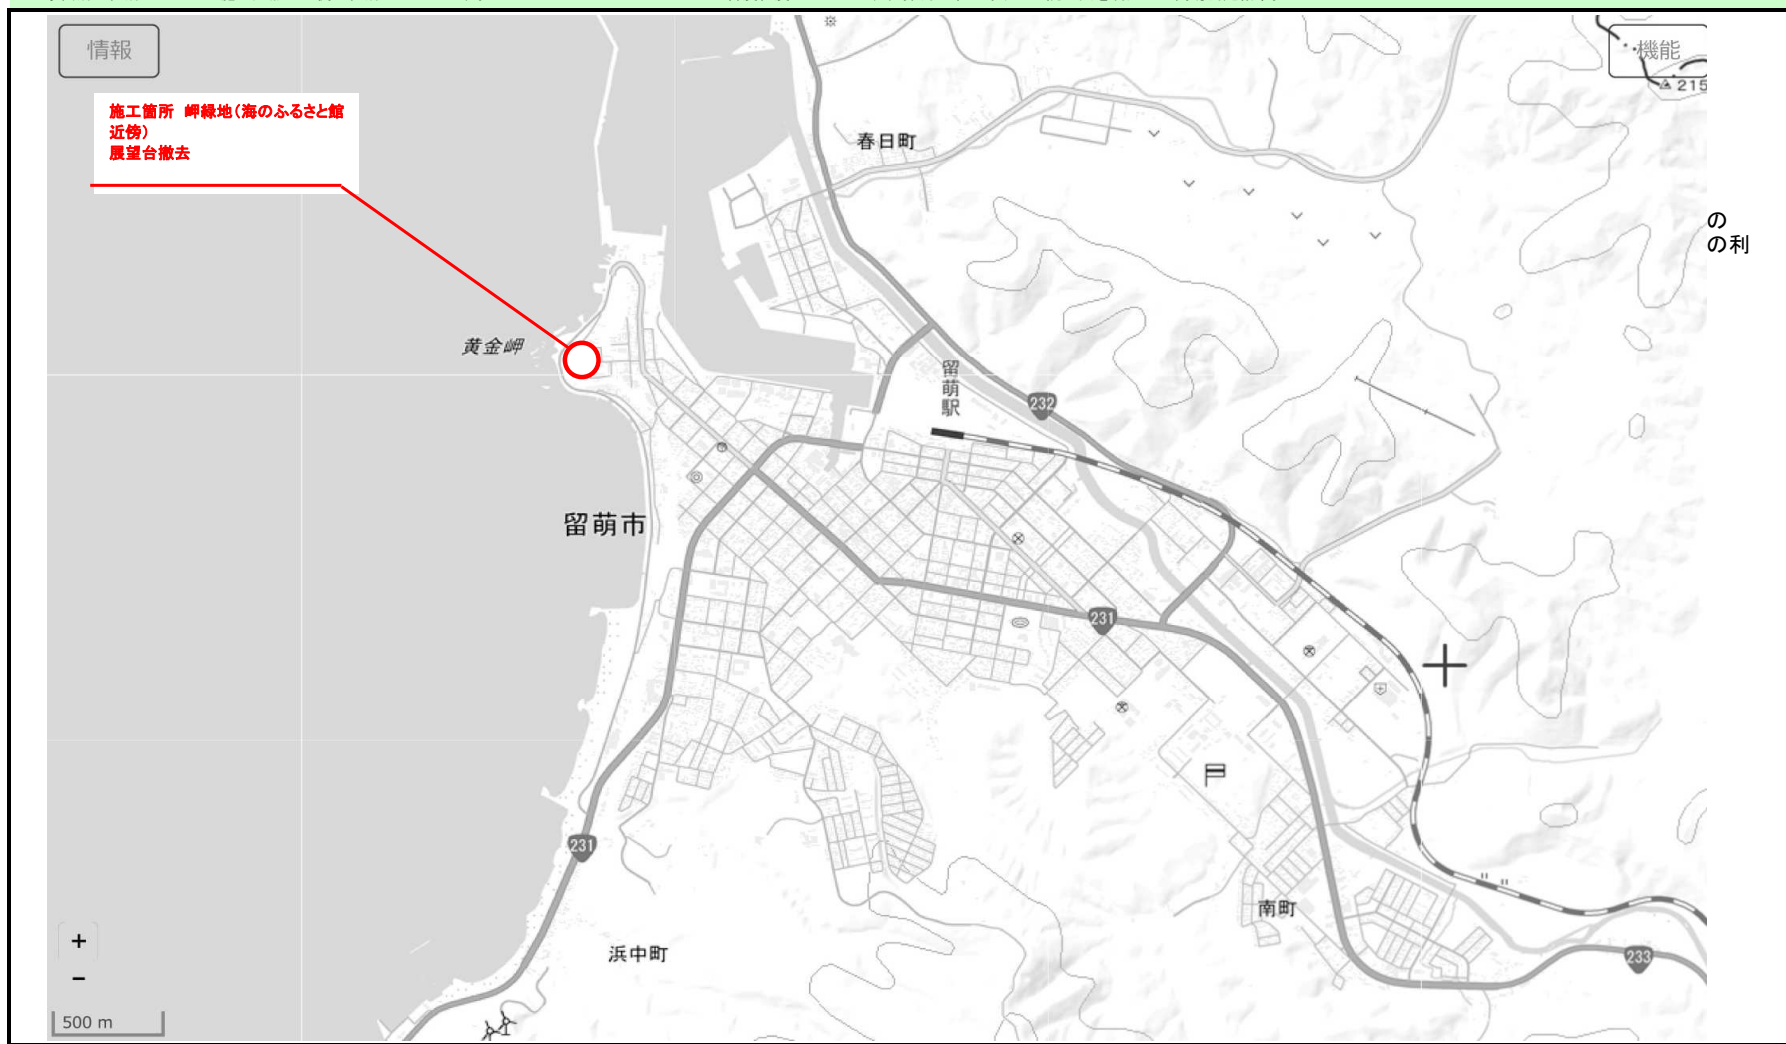 情報
機能
施工箇所 岬緑地(海のふるさと館
近傍)
展望台撤去
215
春日町
の
の利
黄金岬
留萌駅
232
留萌市
231
231
南町
浜中町
233
+
−
500 m